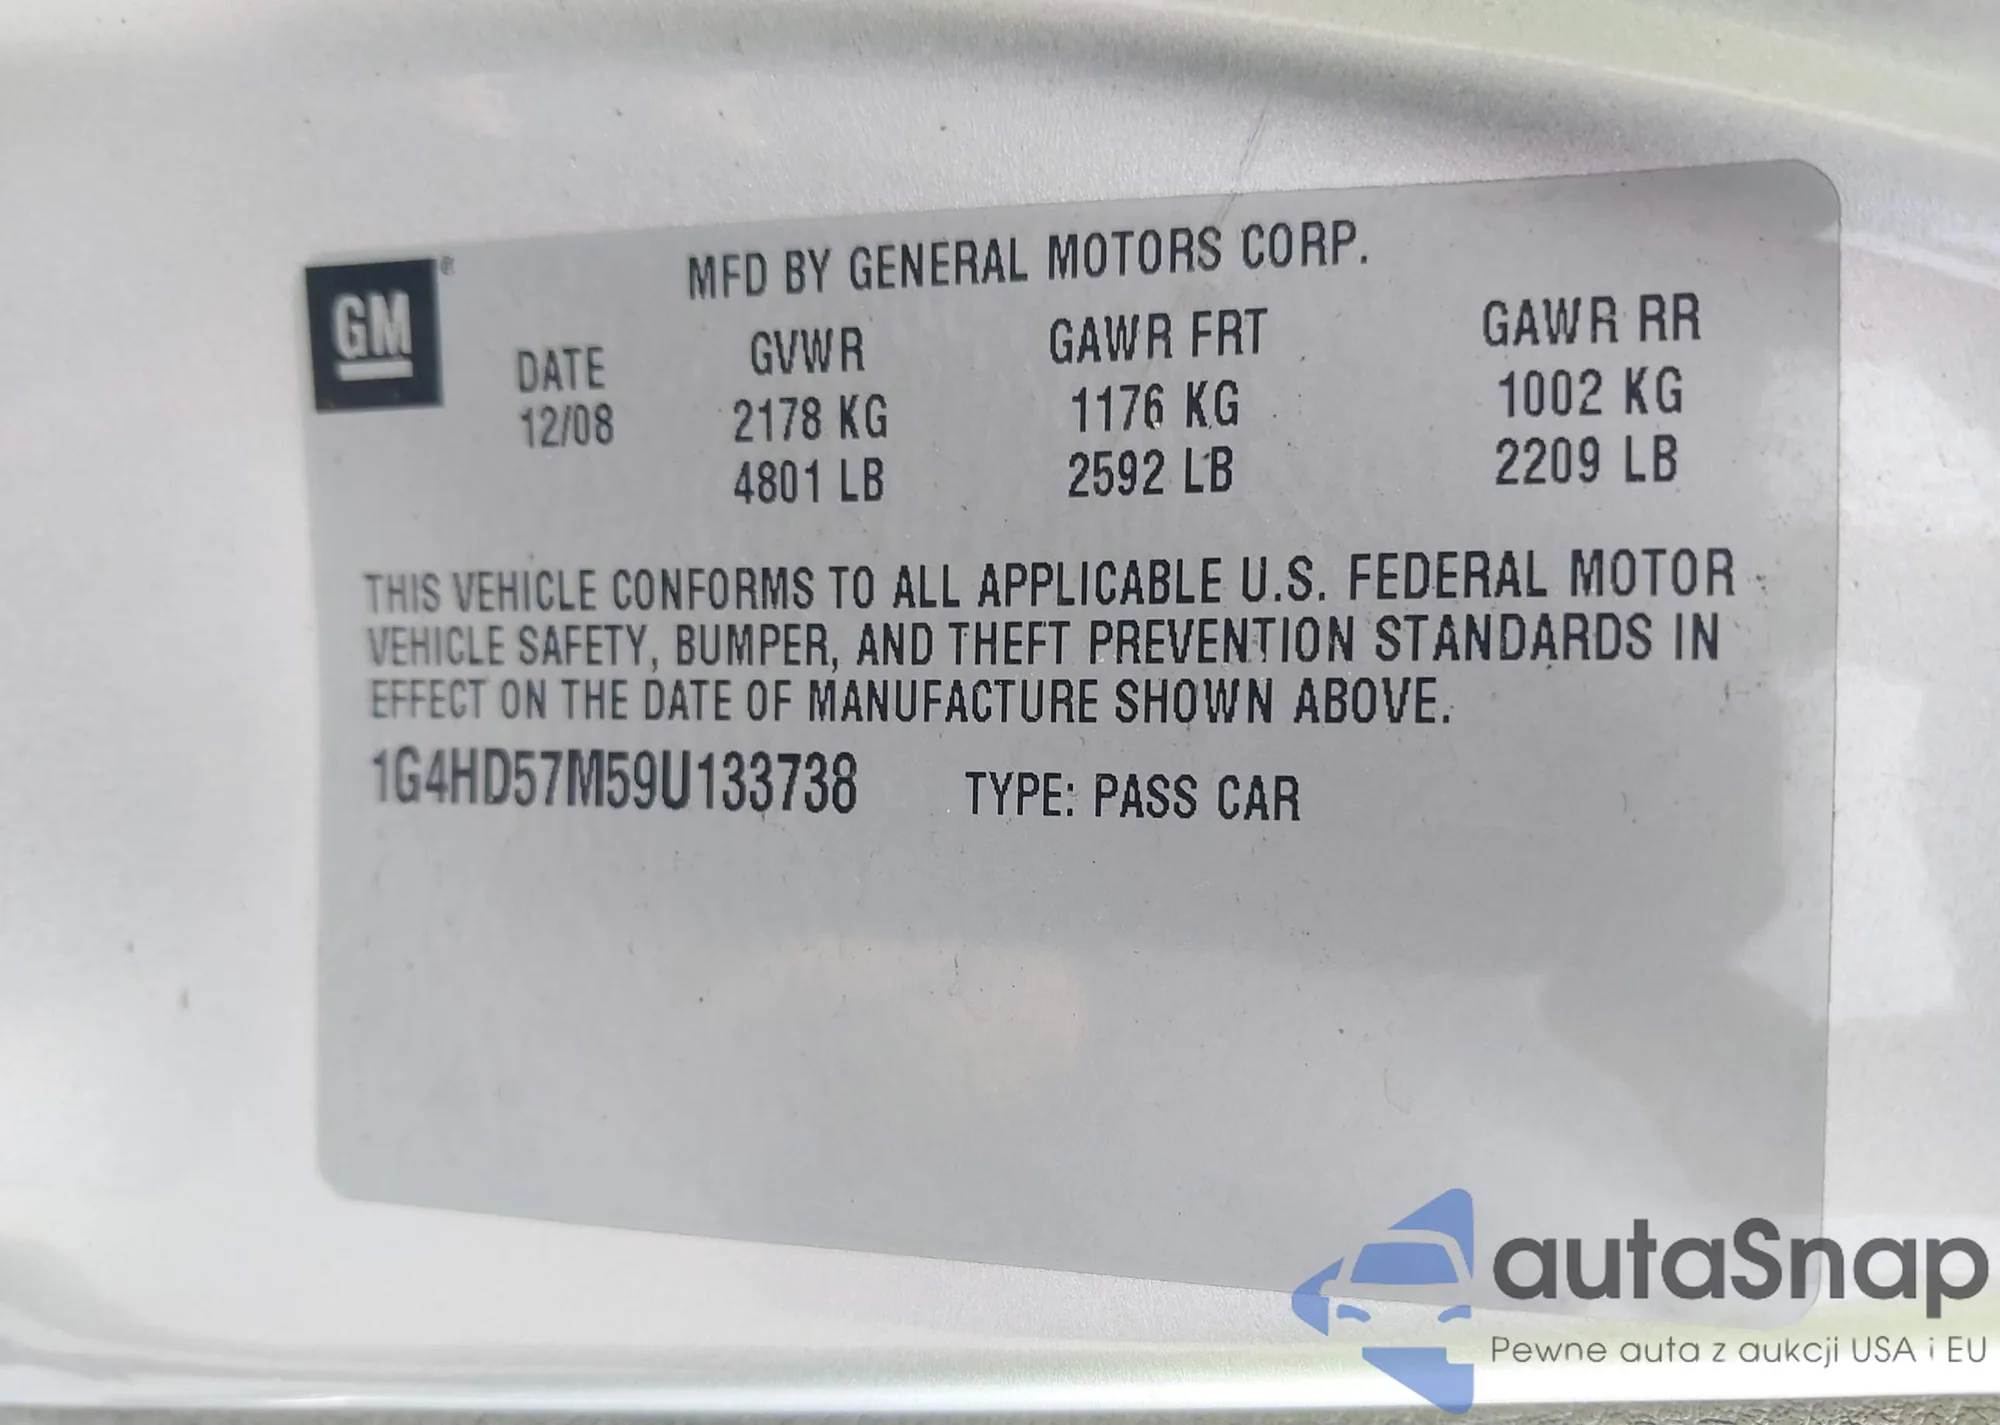 GM®
MFD BY GENERAL MOTORS CORP.
DATE GVWR GAWR FRT GAWR RR
12/08 2178 KG 1176 KG 1002 KG
4801 LB 2592 LB 2209 LB
THIS VEHICLE CONFORMS TO ALL APPLICABLE U.S. FEDERAL MOTOR
VEHICLE SAFETY, BUMPER, AND THEFT PREVENTION STANDARDS IN
EFFECT ON THE DATE OF MANUFACTURE SHOWN ABOVE.
1G4HD57M59U133738 TYPE: PASS CAR
autaSnap
Pewne auta z aukcji USA i EU